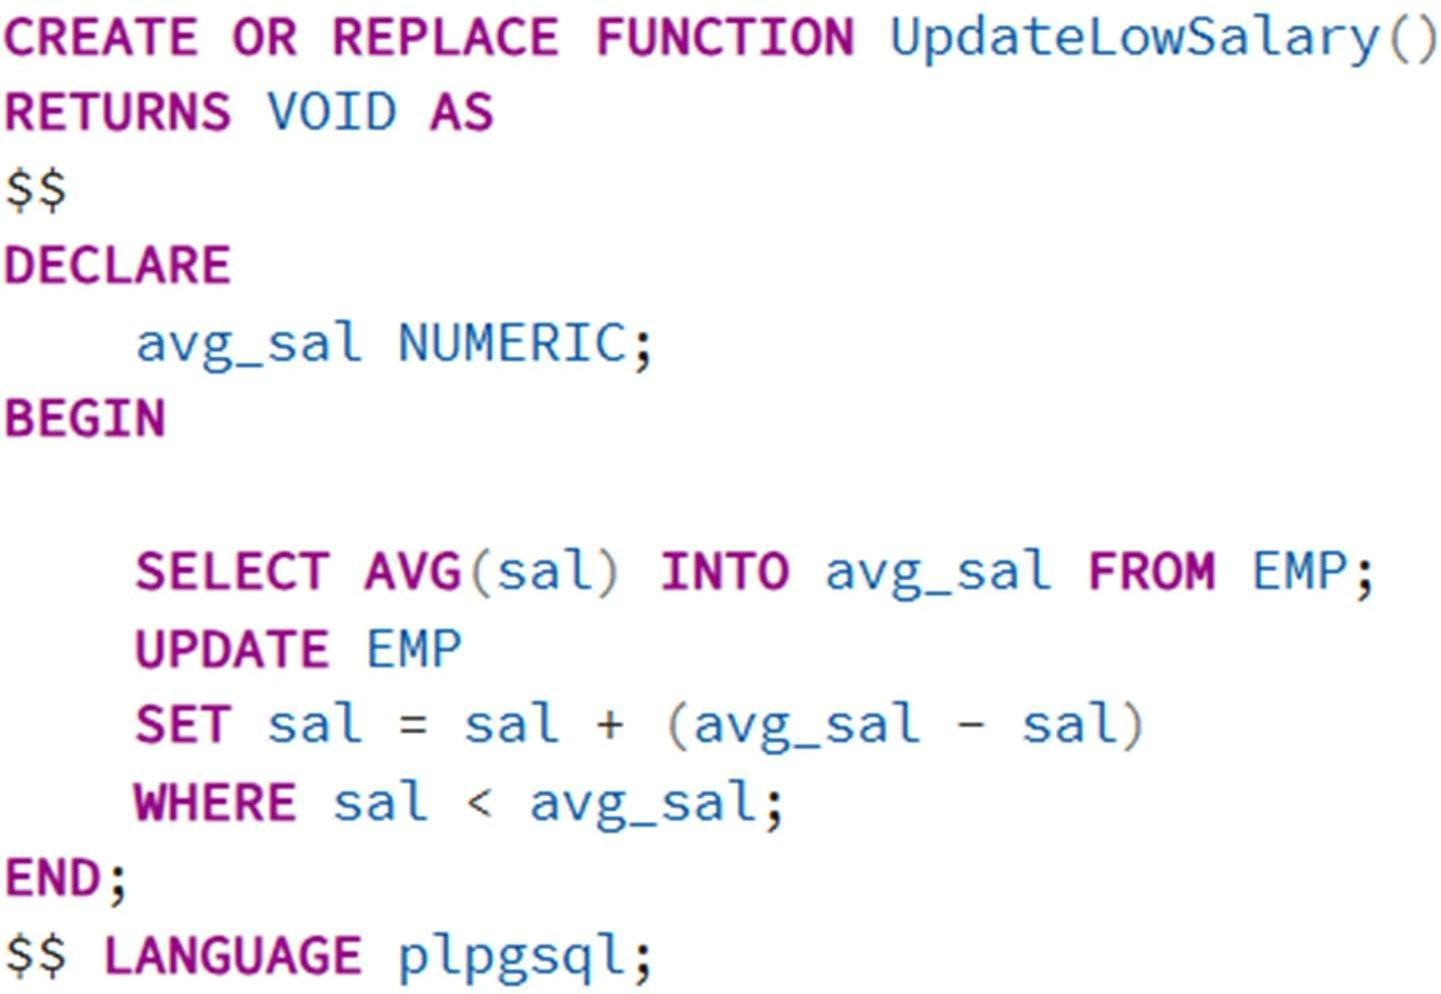 CREATE OR REPLACE FUNCTION UpdateLowSalary()
RETURNS VOID AS
$$
DECLARE
    avg_sal NUMERIC;
BEGIN

    SELECT AVG(sal) INTO avg_sal FROM EMP;
    UPDATE EMP
    SET sal = sal + (avg_sal - sal)
    WHERE sal < avg_sal;
END;
$$ LANGUAGE plpgsql;